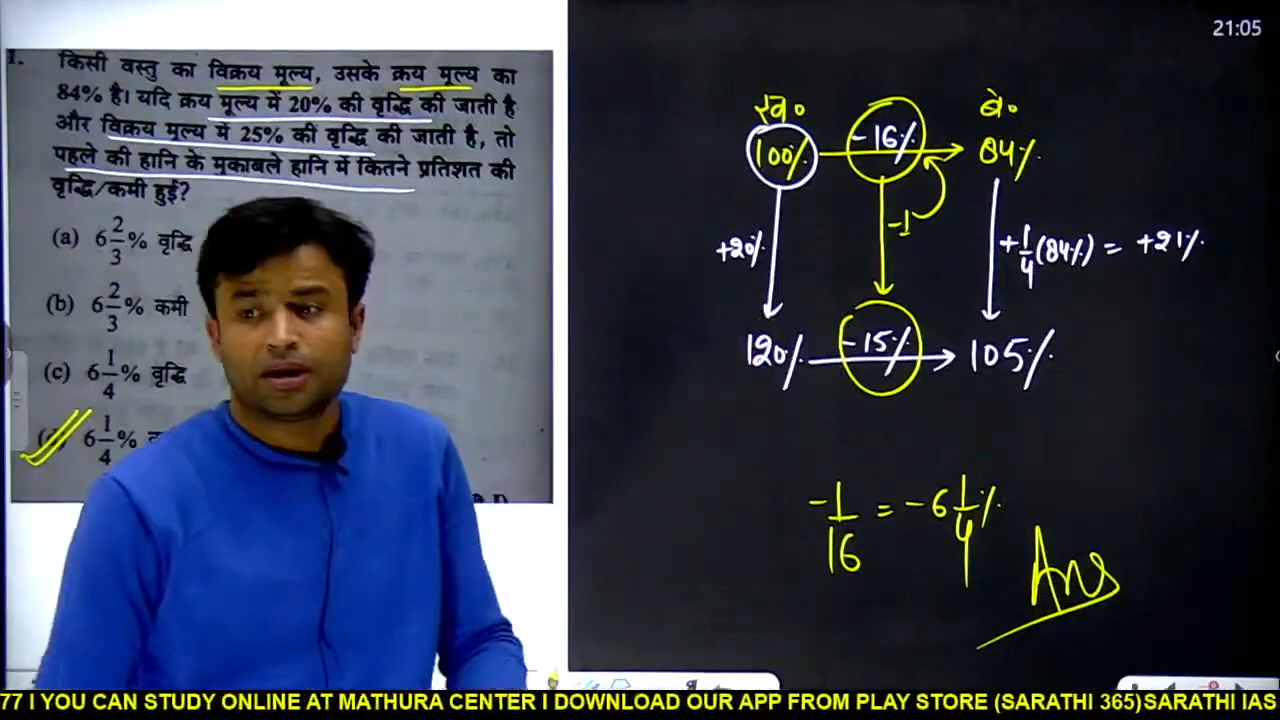 21:05
1. किसी वस्तु का विक्रय मूल्य, उसके क्रय मूल्य का
84% है। यदि क्रय मूल्य में 20% की वृद्धि की जाती है
और विक्रय मूल्य में 25% की वृद्धि की जाती है, तो
पहले की हानि के मुकाबले हानि में कितने प्रतिशत की
वृद्धि/कमी हुई?
(a) 6 2/3% वृद्धि
(b) 6 2/3% कमी
(c) 6 1/4% वृद्धि
6 1/4%
ख० बे०
100% -16% 84%
-1
+20% +1/4(84%) = +21%
120% -15% 105%
-1/16 = -6 1/4%
Ans
77 I YOU CAN STUDY ONLINE AT MATHURA CENTER I DOWNLOAD OUR APP FROM PLAY STORE (SARATHI 365)SARATHI IAS